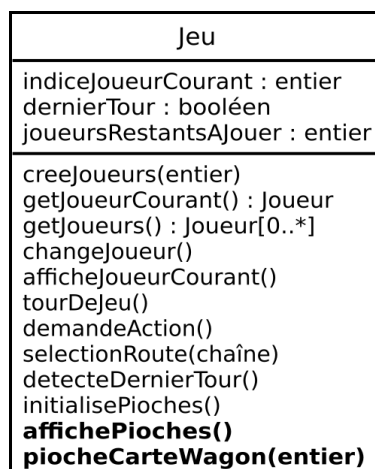 Jeu
indiceJoueurCourant : entier
dernierTour : booléen
joueursRestantsAJouer : entier
creeJoueurs(entier)
getJoueurCourant() : Joueur
getJoueurs() : Joueur[0..*]
changeJoueur()
afficheJoueurCourant()
tourDeJeu()
demandeAction()
selectionRoute(chaîne)
detecteDernierTour()
initialisePioches()
affichePioches()
piocheCarteWagon(entier)